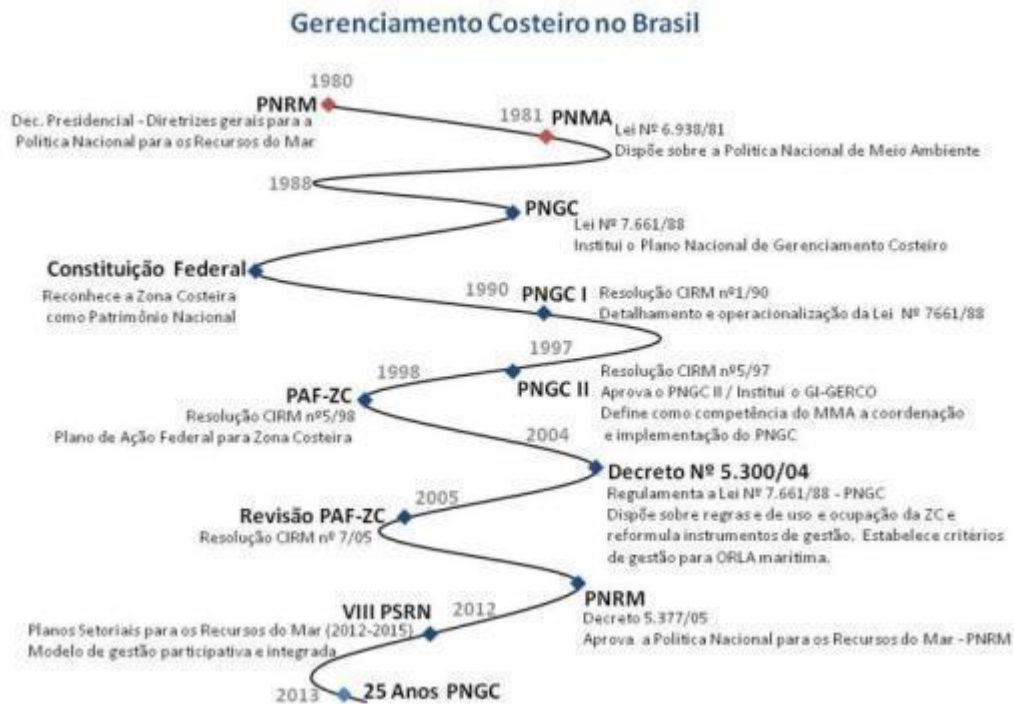 Gerenciamento Costeiro no Brasil
1980
PNRM
Dec. Presidencial - Diretrizes gerais para a
Politica Nacional para os Recursos do Mar
1981
PNMA
Lei Nº 6.938/81
Dispõe sobre a Politica Nacional de Meio Ambiente
1988
PNGC
Lei Nº 7.661/88
Institui o Plano Nacional de Gerenciamento Costeiro
Constituição Federal
Reconhece a Zona Costeira
como Patrimônio Nacional
1990
PNGC I
Resolução CIRM nº1/90
Detalhamento e operacionalização da Lei Nº 7661/88
1997
PNGC II
Resolução CIRM nº5/97
Aprova o PNGC II / Institui o GI-GERCO
Define como competência do MMA a coordenação
e implementação do PNGC
1998
PAF-ZC
Resolução CIRM nº5/98
Plano de Ação Federal para Zona Costeira
2004
Decreto Nº 5.300/04
Regulamenta a Lei Nº 7.661/88 - PNGC
Dispõe sobre regras e de uso e ocupação da ZC e
reformula instrumentos de gestão. Estabelece critérios
de gestão para ORLA marítima.
2005
Revisão PAF-ZC
Resolução CIRM nº 7/05
PNRM
Decreto 5.377/05
Aprova a Politica Nacional para os Recursos do Mar - PNRM
2012
VIII PSRN
Planos Setoriais para os Recursos do Mar (2012-2015)
Modelo de gestão participativa e integrada
2013
25 Anos PNGC